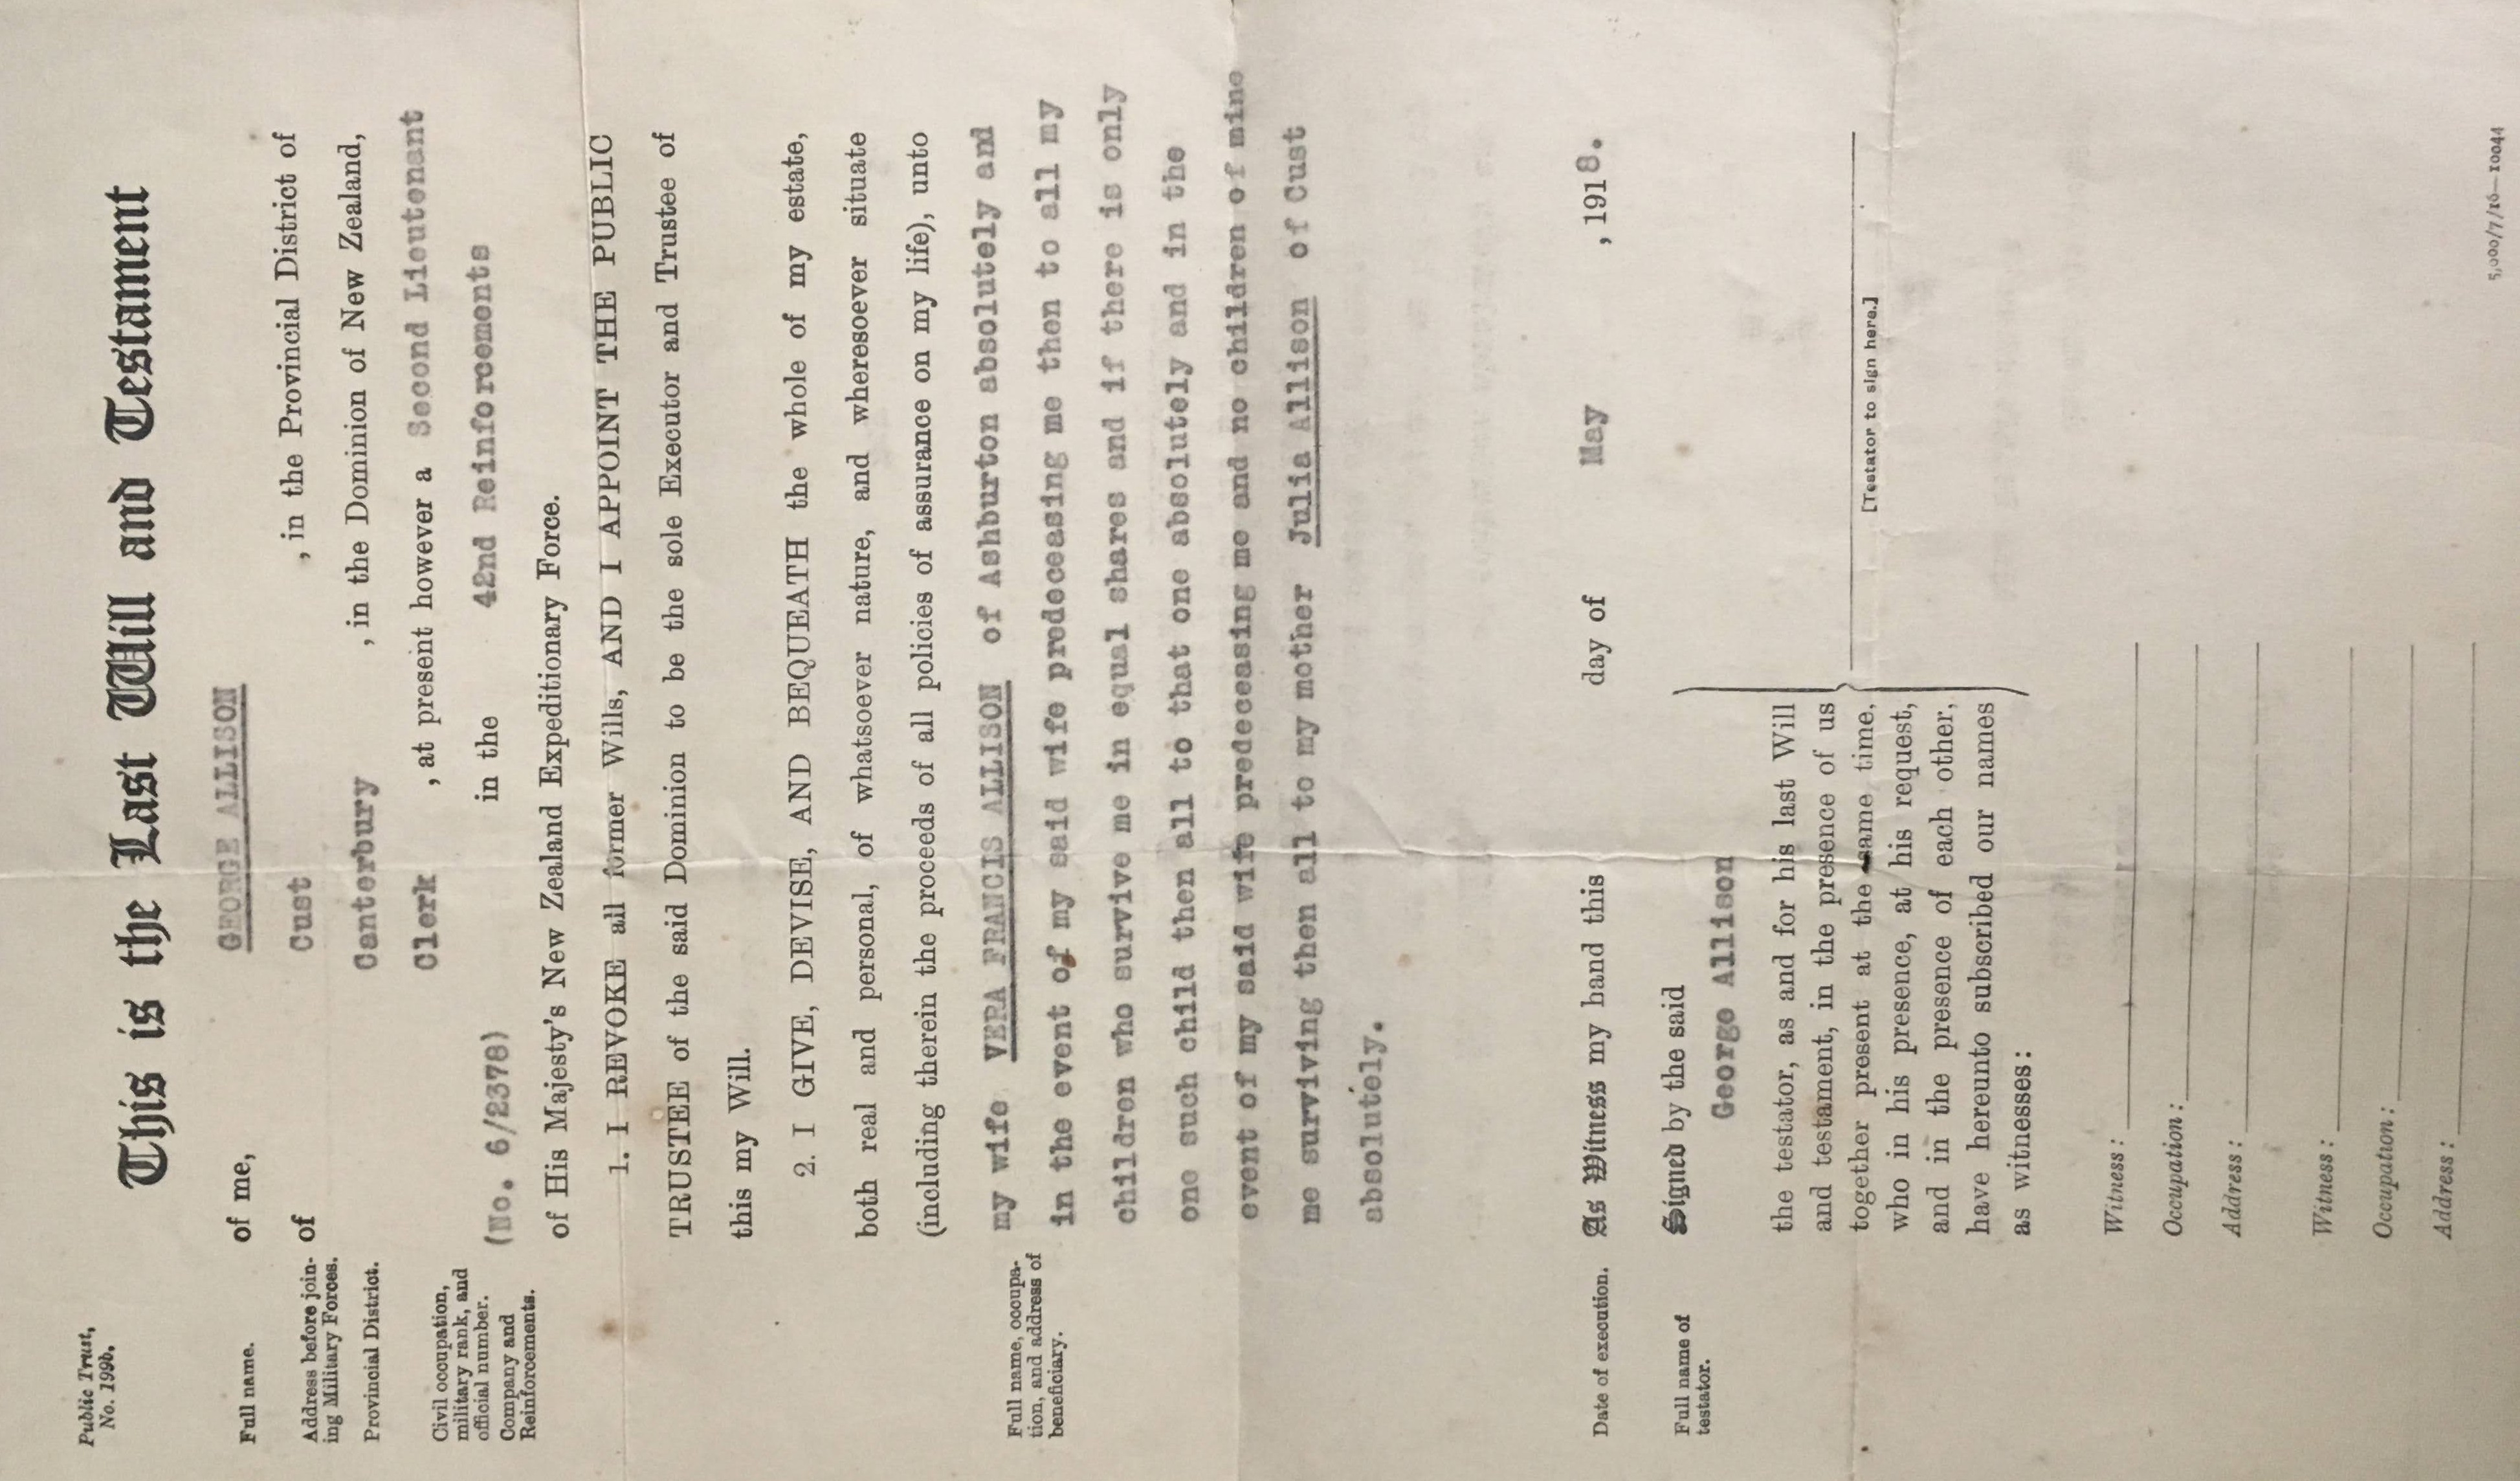 Public Trust,
No. 199b.
This is the Last Will and Testament
Full name.
of me, GEORGE ALLISON
Address before join-
ing Military Forces.
of Cust , in the Provincial District of
Provincial District.
Canterbury , in the Dominion of New Zealand,
Civil occupation,
military rank, and
official number.
Clerk , at present however a Second Lieutenant
Company and
Reinforcements.
(No. 6/2378) in the 42nd Reinforcements
of His Majesty's New Zealand Expeditionary Force.
1. I REVOKE all former Wills, AND I APPOINT THE PUBLIC
TRUSTEE of the said Dominion to be the sole Executor and Trustee of
this my Will.
2. I GIVE, DEVISE, AND BEQUEATH the whole of my estate,
both real and personal, of whatsoever nature, and wheresoever situate
(including therein the proceeds of all policies of assurance on my life), unto
Full name, occupa-
tion, and address of
beneficiary.
my wife VERA FRANCIS ALLISON of Ashburton absolutely and
in the event of my said wife predeceasing me then to all my
children who survive me in equal shares and if there is only
one such child then all to that one absolutely and in the
event of my said wife predeceasing me and no children of mine
me surviving then all to my mother Julia Allison of Cust
absolutely.
Date of execution.
As Witness my hand this day of May , 1918.
Full name of
testator.
Signed by the said
George Allison
the testator, as and for his last Will
and testament, in the presence of us
together present at the same time,
who in his presence, at his request,
and in the presence of each other,
have hereunto subscribed our names
as witnesses:
[Testator to sign here.]
Witness:
Occupation:
Address:
Witness:
Occupation:
Address:
5,000/7/16—10044